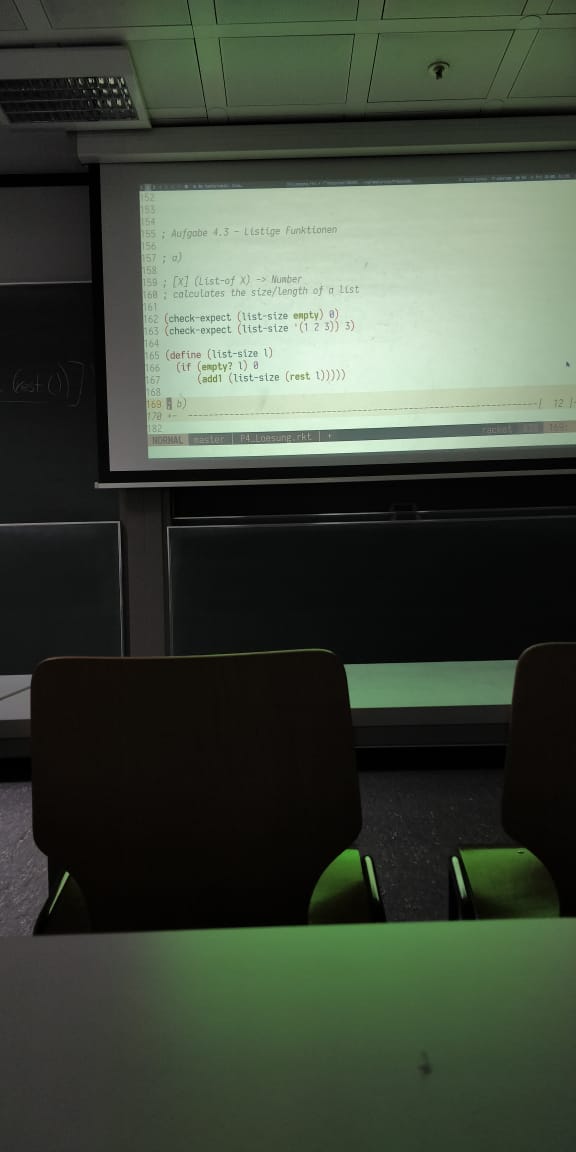 152
153
154
155 ; Aufgabe 4.3 - Listige Funktionen
156
157 ; a)
158
159 ; [X] (List-of X) -> Number
160 ; calculates the size/length of a List
161
162 (check-expect (list-size empty) 0)
163 (check-expect (list-size '(1 2 3)) 3)
164
165 (define (list-size l)
166 (if (empty? l) 0
167 (add1 (list-size (rest l)))))
168
169 ; b)
170 +- ----------------------------------------------------------------| 12 |-
182
NORMAL master | P4_Loesung.rkt | + racket 169:
(rest l))]